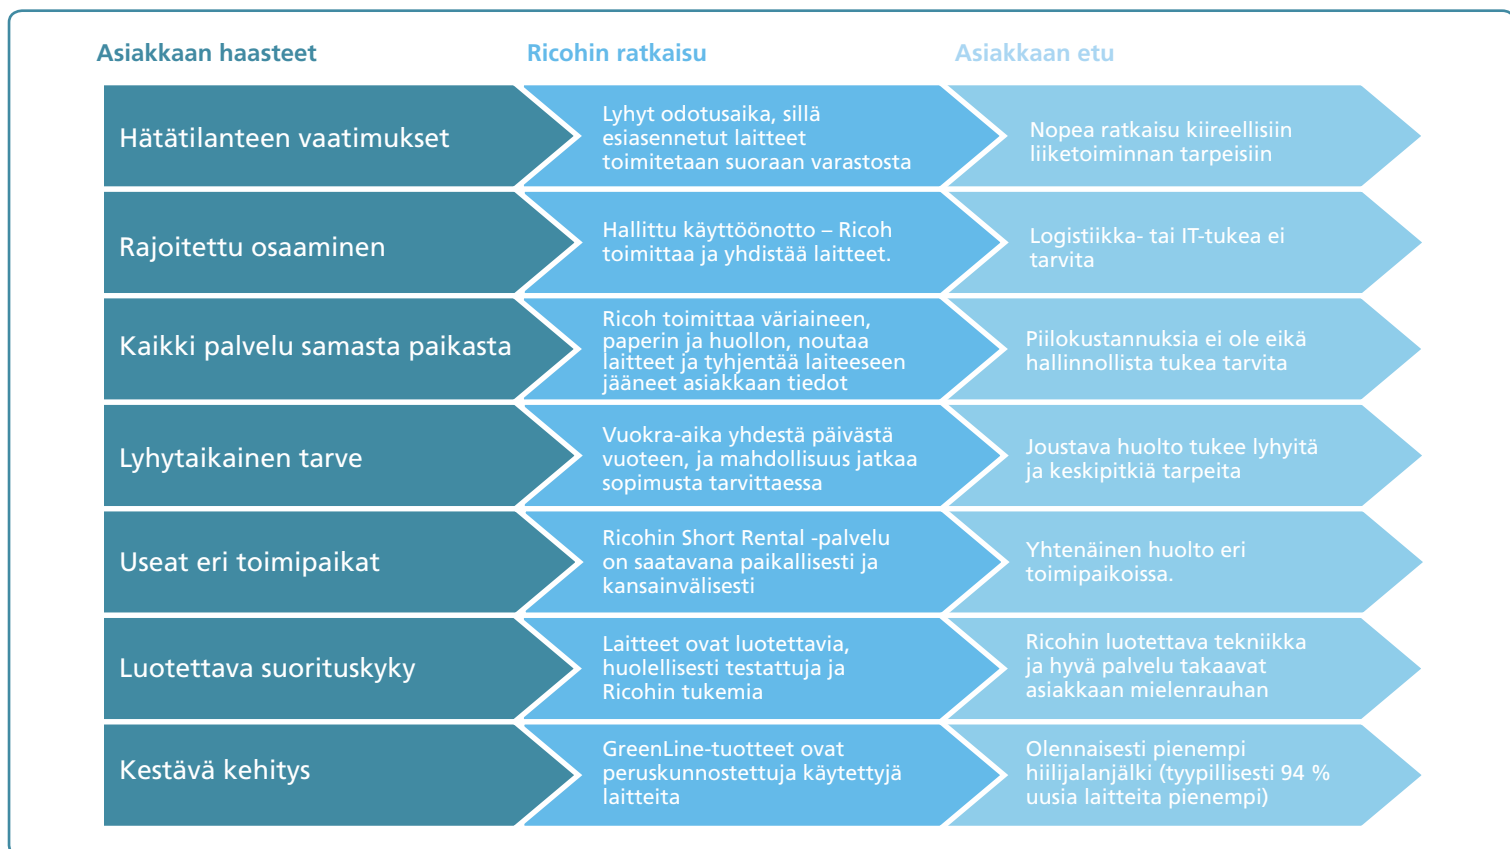 Asiakkaan haasteet
Ricohin ratkaisu
Asiakkaan etu
Hätätilanteen vaatimukset
Lyhyt odotusaika, sillä
esiasennetut laitteet
toimitetaan suoraan varastosta
Nopea ratkaisu kiireellisiin
liiketoiminnan tarpeisiin
Rajoitettu osaaminen
Hallittu käyttöönotto – Ricoh
toimittaa ja yhdistää laitteet.
Logistiikka- tai IT-tukea ei
tarvita
Kaikki palvelu samasta paikasta
Ricoh toimittaa väriaineen,
paperin ja huollon, noutaa
laitteet ja tyhjentää laiteeseen
jääneet asiakkaan tiedot
Piilokustannuksia ei ole eikä
hallinnollista tukea tarvita
Lyhytaikainen tarve
Vuokra-aika yhdestä päivästä
vuoteen, ja mahdollisuus jatkaa
sopimusta tarvittaessa
Joustava huolto tukee lyhyitä
ja keskipitkiä tarpeita
Useat eri toimipaikat
Ricohin Short Rental -palvelu
on saatavana paikallisesti ja
kansainvälisesti
Yhtenäinen huolto eri
toimipaikoissa.
Luotettava suorituskyky
Laitteet ovat luotettavia,
huolellisesti testattuja ja
Ricohin tukemia
Ricohin luotettava tekniikka
ja hyvä palvelu takaavat
asiakkaan mielenrauhan
Kestävä kehitys
GreenLine-tuotteet ovat
peruskunnostettuja käytettyjä
laitteita
Olennaisesti pienempi
hiilijalanjälki (tyypillisesti 94 %
uusia laitteita pienempi)